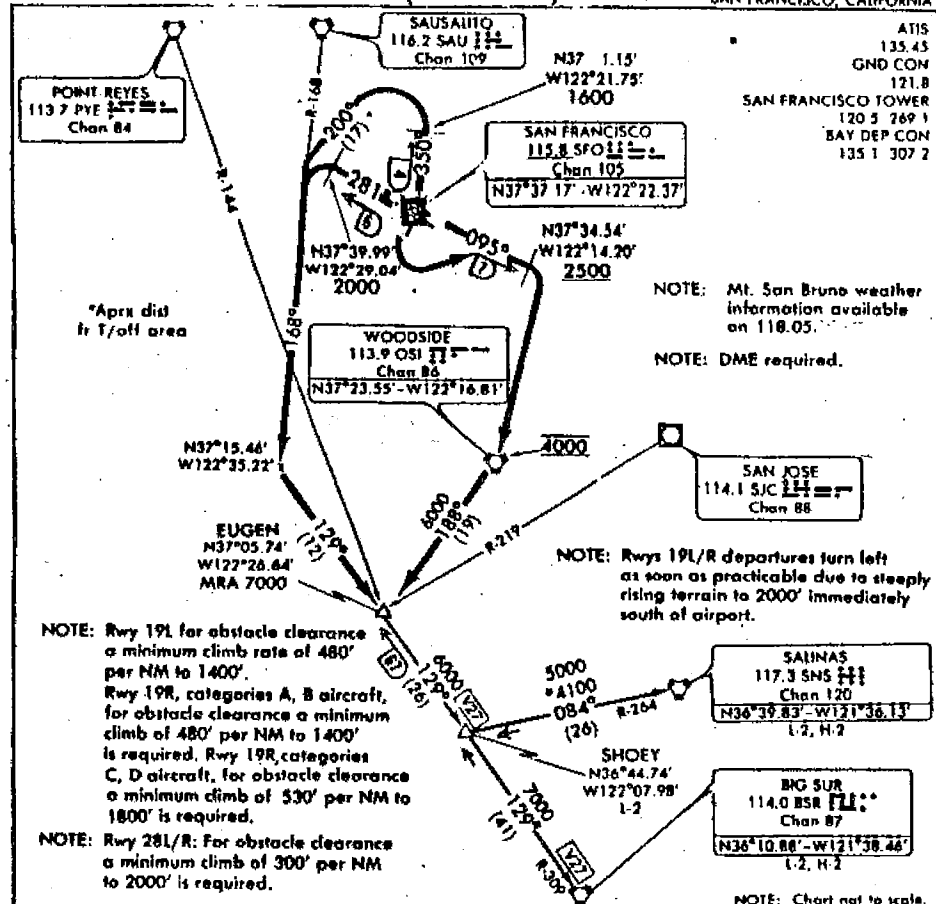 SAN FRANCISCO, CALIFORNIA
ATIS
135.45
GND CON
121.8
SAN FRANCISCO TOWER
120 5 269 1
BAY DEP CON
135 1 307 2
SAUSALITO
116.2 SAU
Chan 109
POINT REYES
113 7 PYE
Chan 84
N37 1.15'
W122°21.75'
1600
SAN FRANCISCO
115.8 SFO
Chan 105
N37°37 17'-W122°22.37'
R-168
R-144
200°
(17)*
350°
4
281°
6
095°
7
N37°39.99'
W122°29.04'
2000
N37°34.54'
W122°14.20'
2500
*Aprx dist
fr T/off area
NOTE: Mt. San Bruno weather
information available
on 118.05.
NOTE: DME required.
WOODSIDE
113.9 OSI
Chan 86
N37°23.55'-W122°16.81'
168°
4000
N37°15.46'
W122°35.22'
SAN JOSE
114.1 SJC
Chan 88
6000
188°
(19)
R-219
129°
(12)
EUGEN
N37°05.74'
W122°26.64'
MRA 7000
NOTE: Rwys 19L/R departures turn left
as soon as practicable due to steeply
rising terrain to 2000' immediately
south of airport.
NOTE: Rwy 19L for obstacle clearance
a minimum climb rate of 480'
per NM to 1400'.
Rwy 19R, categories A, B aircraft,
for obstacle clearance a minimum
climb of 480' per NM to 1400'
is required. Rwy 19R, categories
C, D aircraft, for obstacle clearance
a minimum climb of 530' per NM to
1800' is required.
NOTE: Rwy 28L/R: For obstacle clearance
a minimum climb of 300' per NM
to 2000' is required.
67
6000
129°
(26)
V27
5000
*4100
084°
(26)
R-264
SALINAS
117.3 SNS
Chan 120
N36°39.83'-W121°36.13'
L-2, H-2
SHOEY
N36°44.74'
W122°07.98'
L-2
7000
129°
(41)
V27
R-309
BIG SUR
114.0 BSR
Chan 87
N36°10.88'-W121°38.46'
L-2, H-2
NOTE: Chart not to scale.